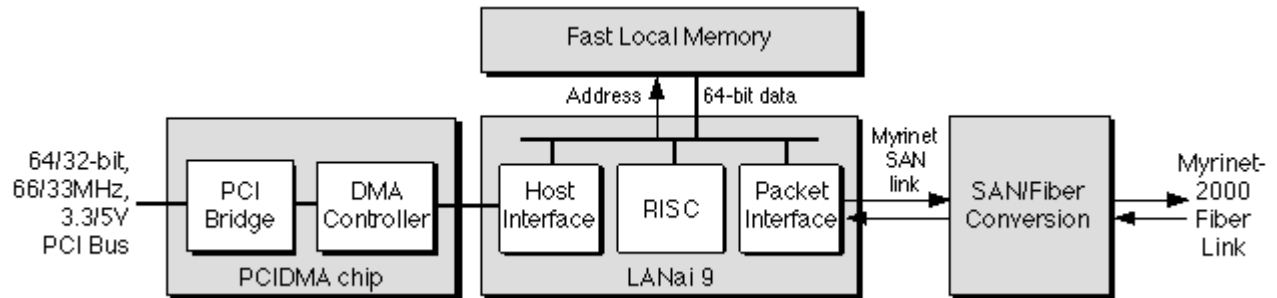 Fast Local Memory
Address
64-bit data
64/32-bit,
66/33MHz,
3.3/5V
PCI Bus
PCI
Bridge
DMA
Controller
PCIDMA chip
Host
Interface
RISC
Packet
Interface
LANai 9
Myrinet
SAN
link
SAN/Fiber
Conversion
Myrinet-
2000
Fiber
Link